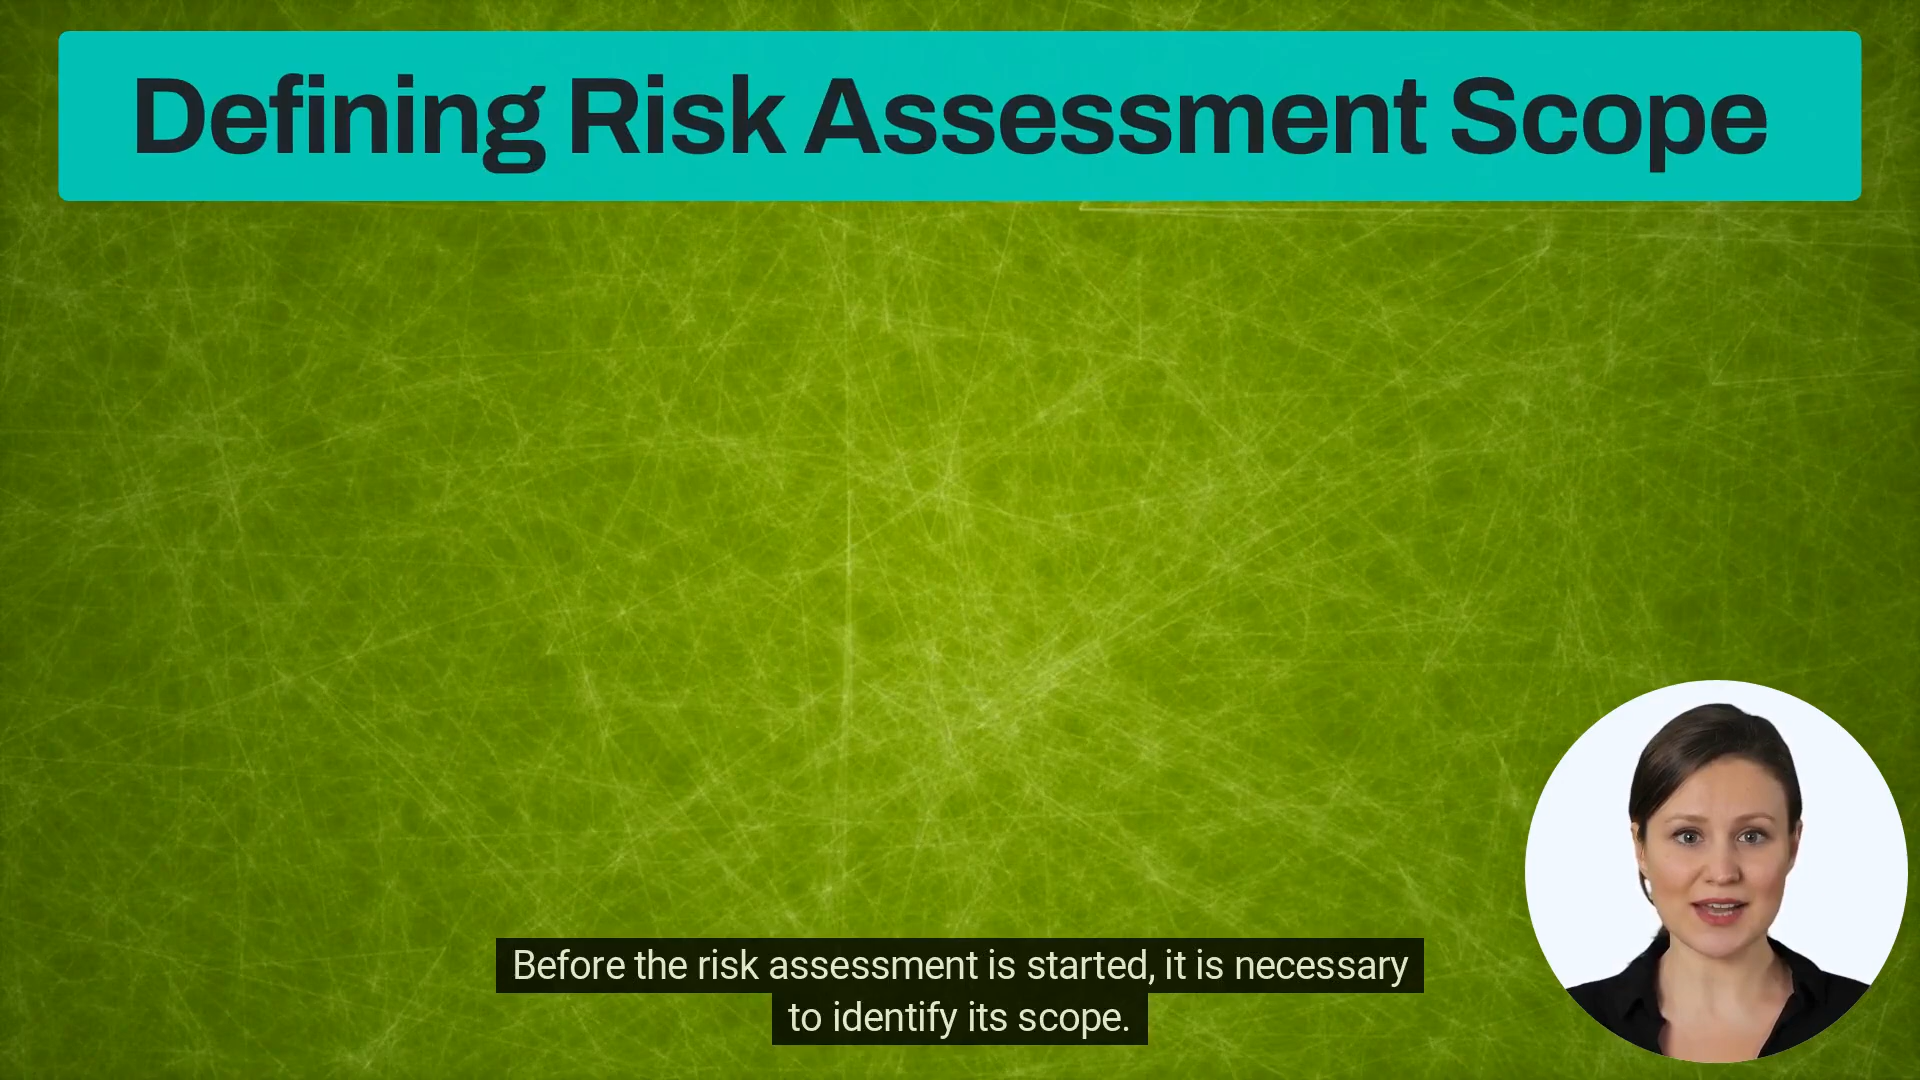 Defining Risk Assessment Scope
Before the risk assessment is started, it is necessary
to identify its scope.